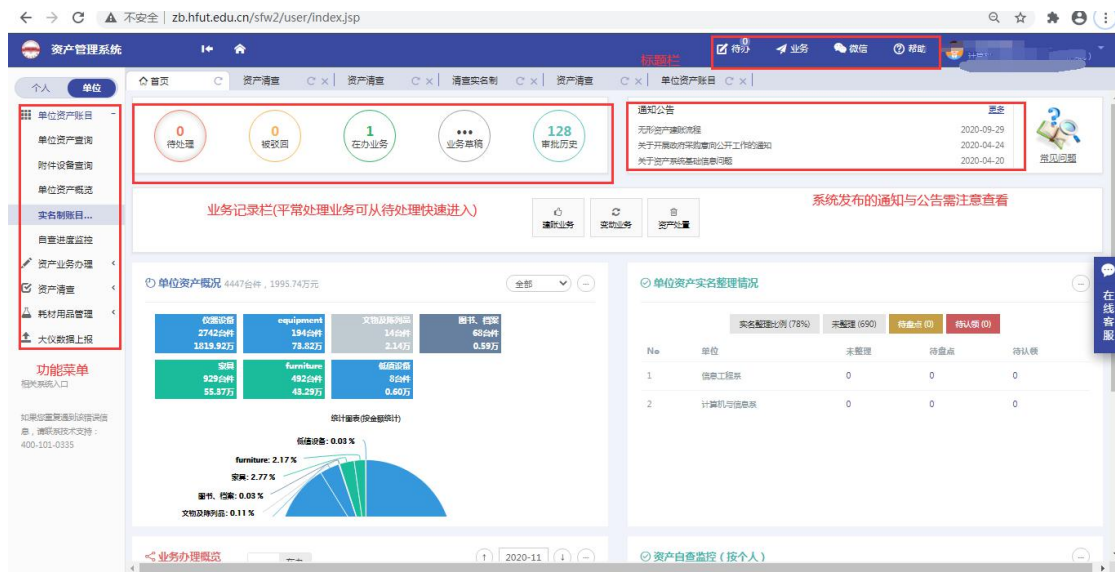 不安全 zb.hfut.edu.cn/sfw2/user/index.jsp
资产管理系统 待办 0 业务 微信 帮助
标题栏
个人 单位
首页 资产清查 资产清查 清查实名制 资产清查 单位资产账目
单位资产账目
单位资产查询
附件设备查询
单位资产概览
实名制账目...
自查进度监控
资产业务办理
资产清查
耗材用品管理
大仪数据上报
功能菜单
相关系统入口
400-101-0335
0 待处理
0 被驳回
1 在办业务
业务草稿
128 审批历史
通知公告 更多
无形资产建账流程 2020-09-29
关于开展政府采购意向公开工作的通知 2020-04-24
关于资产系统基础信息问题 2020-04-20
常见问题
业务记录栏(平常处理业务可从待处理快速进入)
系统发布的通知与公告需注意查看
建账业务 变动业务 资产处置
单位资产概况 4447台件，1995.74万元 全部
仪器设备 equipment 文物及陈列品 图书、档案
2742台件 194台件 14台件 68台件
1819.92万 73.82万 2.14万 0.59万
家具 furniture 低值设备
929台件 492台件 8台件
55.37万 43.29万 0.60万
统计图表(按金额统计)
低值设备: 0.03 %
furniture: 2.17 %
家具: 2.77 %
图书、档案: 0.03 %
文物及陈列品: 0.11 %
单位资产实名整理情况
实名整理比例 (78%) 未整理 (690) 待盘点 (0) 待认领 (0)
No 单位 未整理 待盘点 待认领
1 信息工程系 0 0 0
2 计算机与信息系 0 0 0
在线客服
业务办理概览 2020-11
资产自查监控（按个人）